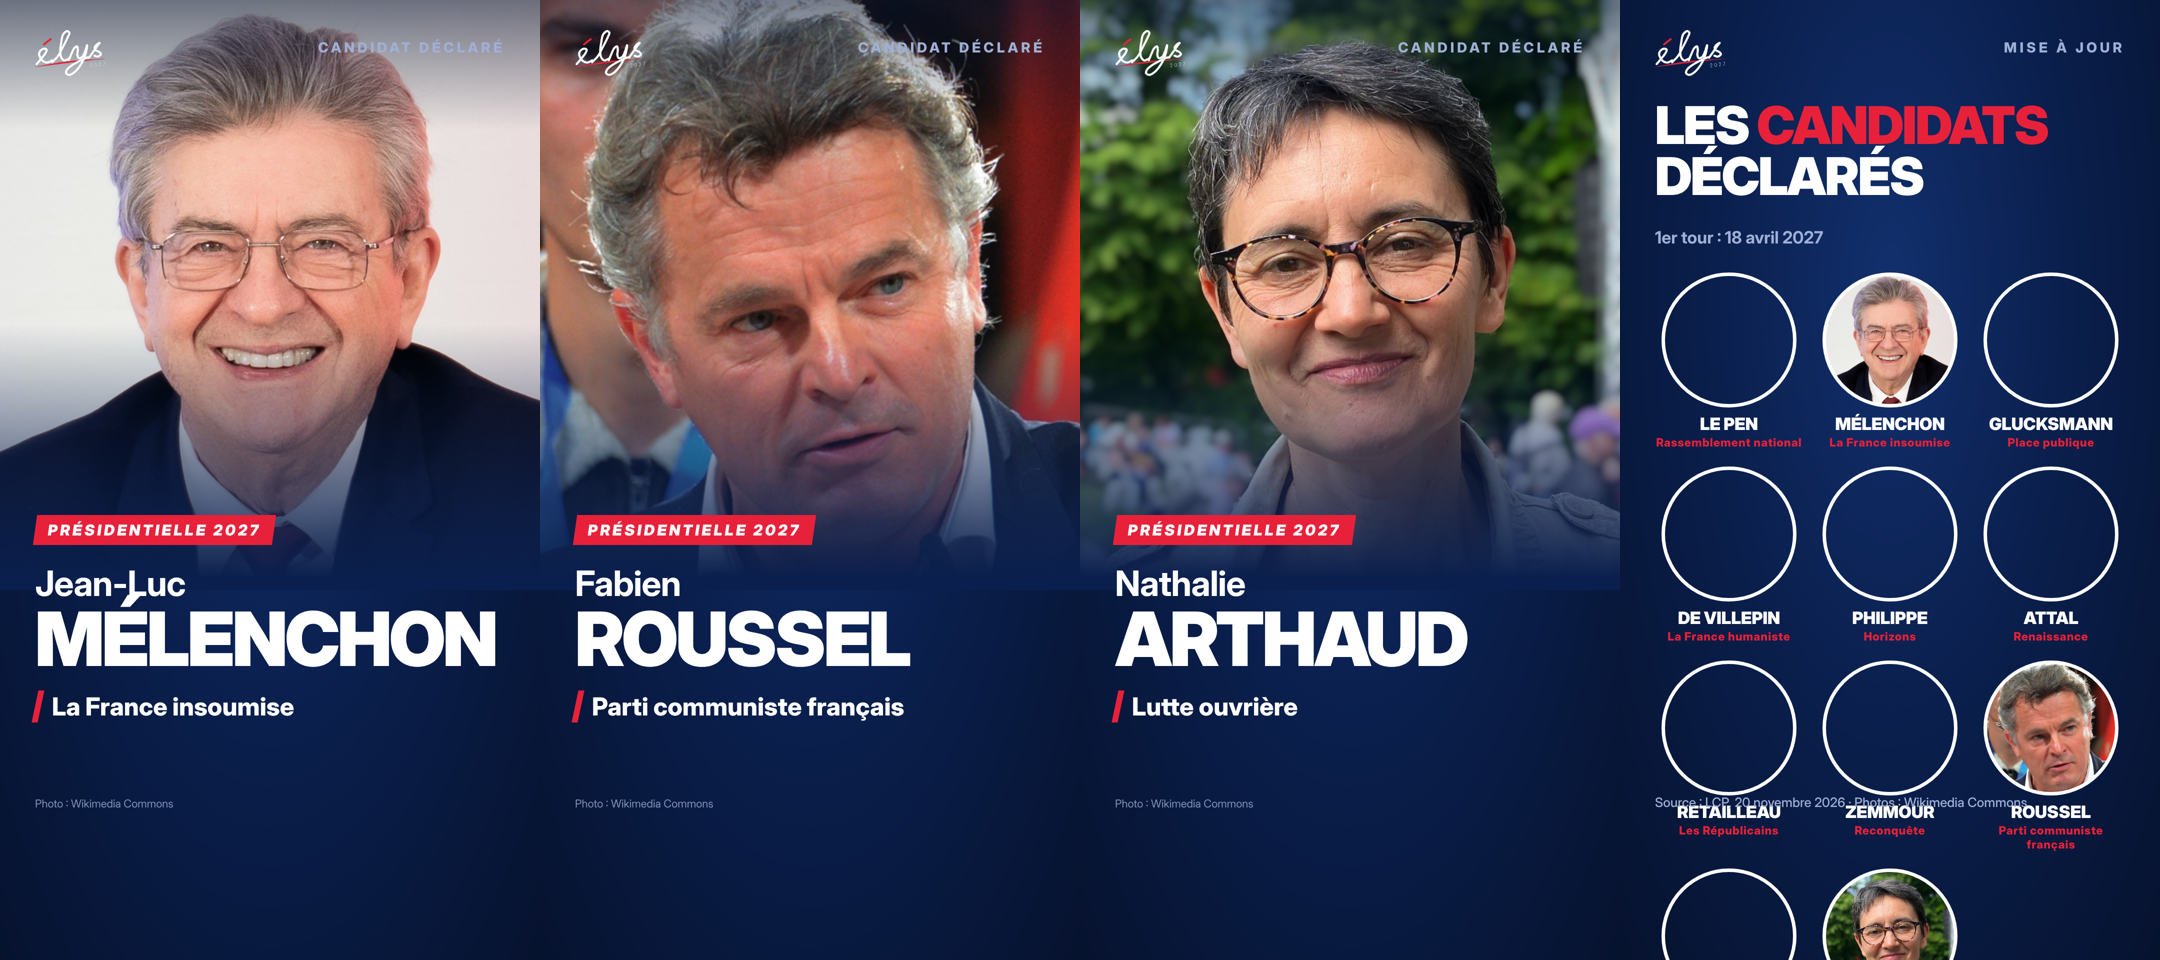 élys
2027
CANDIDAT DÉCLARÉ
PRÉSIDENTIELLE 2027
Jean-Luc
MÉLENCHON
La France insoumise
Photo : Wikimedia Commons
élys
2027
CANDIDAT DÉCLARÉ
PRÉSIDENTIELLE 2027
Fabien
ROUSSEL
Parti communiste français
Photo : Wikimedia Commons
élys
2027
CANDIDAT DÉCLARÉ
PRÉSIDENTIELLE 2027
Nathalie
ARTHAUD
Lutte ouvrière
Photo : Wikimedia Commons
élys
2027
MISE À JOUR
LES CANDIDATS
DÉCLARÉS
1er tour : 18 avril 2027
LE PEN
Rassemblement national
MÉLENCHON
La France insoumise
GLUCKSMANN
Place publique
DE VILLEPIN
La France humaniste
PHILIPPE
Horizons
ATTAL
Renaissance
Source : LCP, 20 novembre 2026 · Photos : Wikimedia Commons
RETAILLEAU
Les Républicains
ZEMMOUR
Reconquête
ROUSSEL
Parti communiste
français